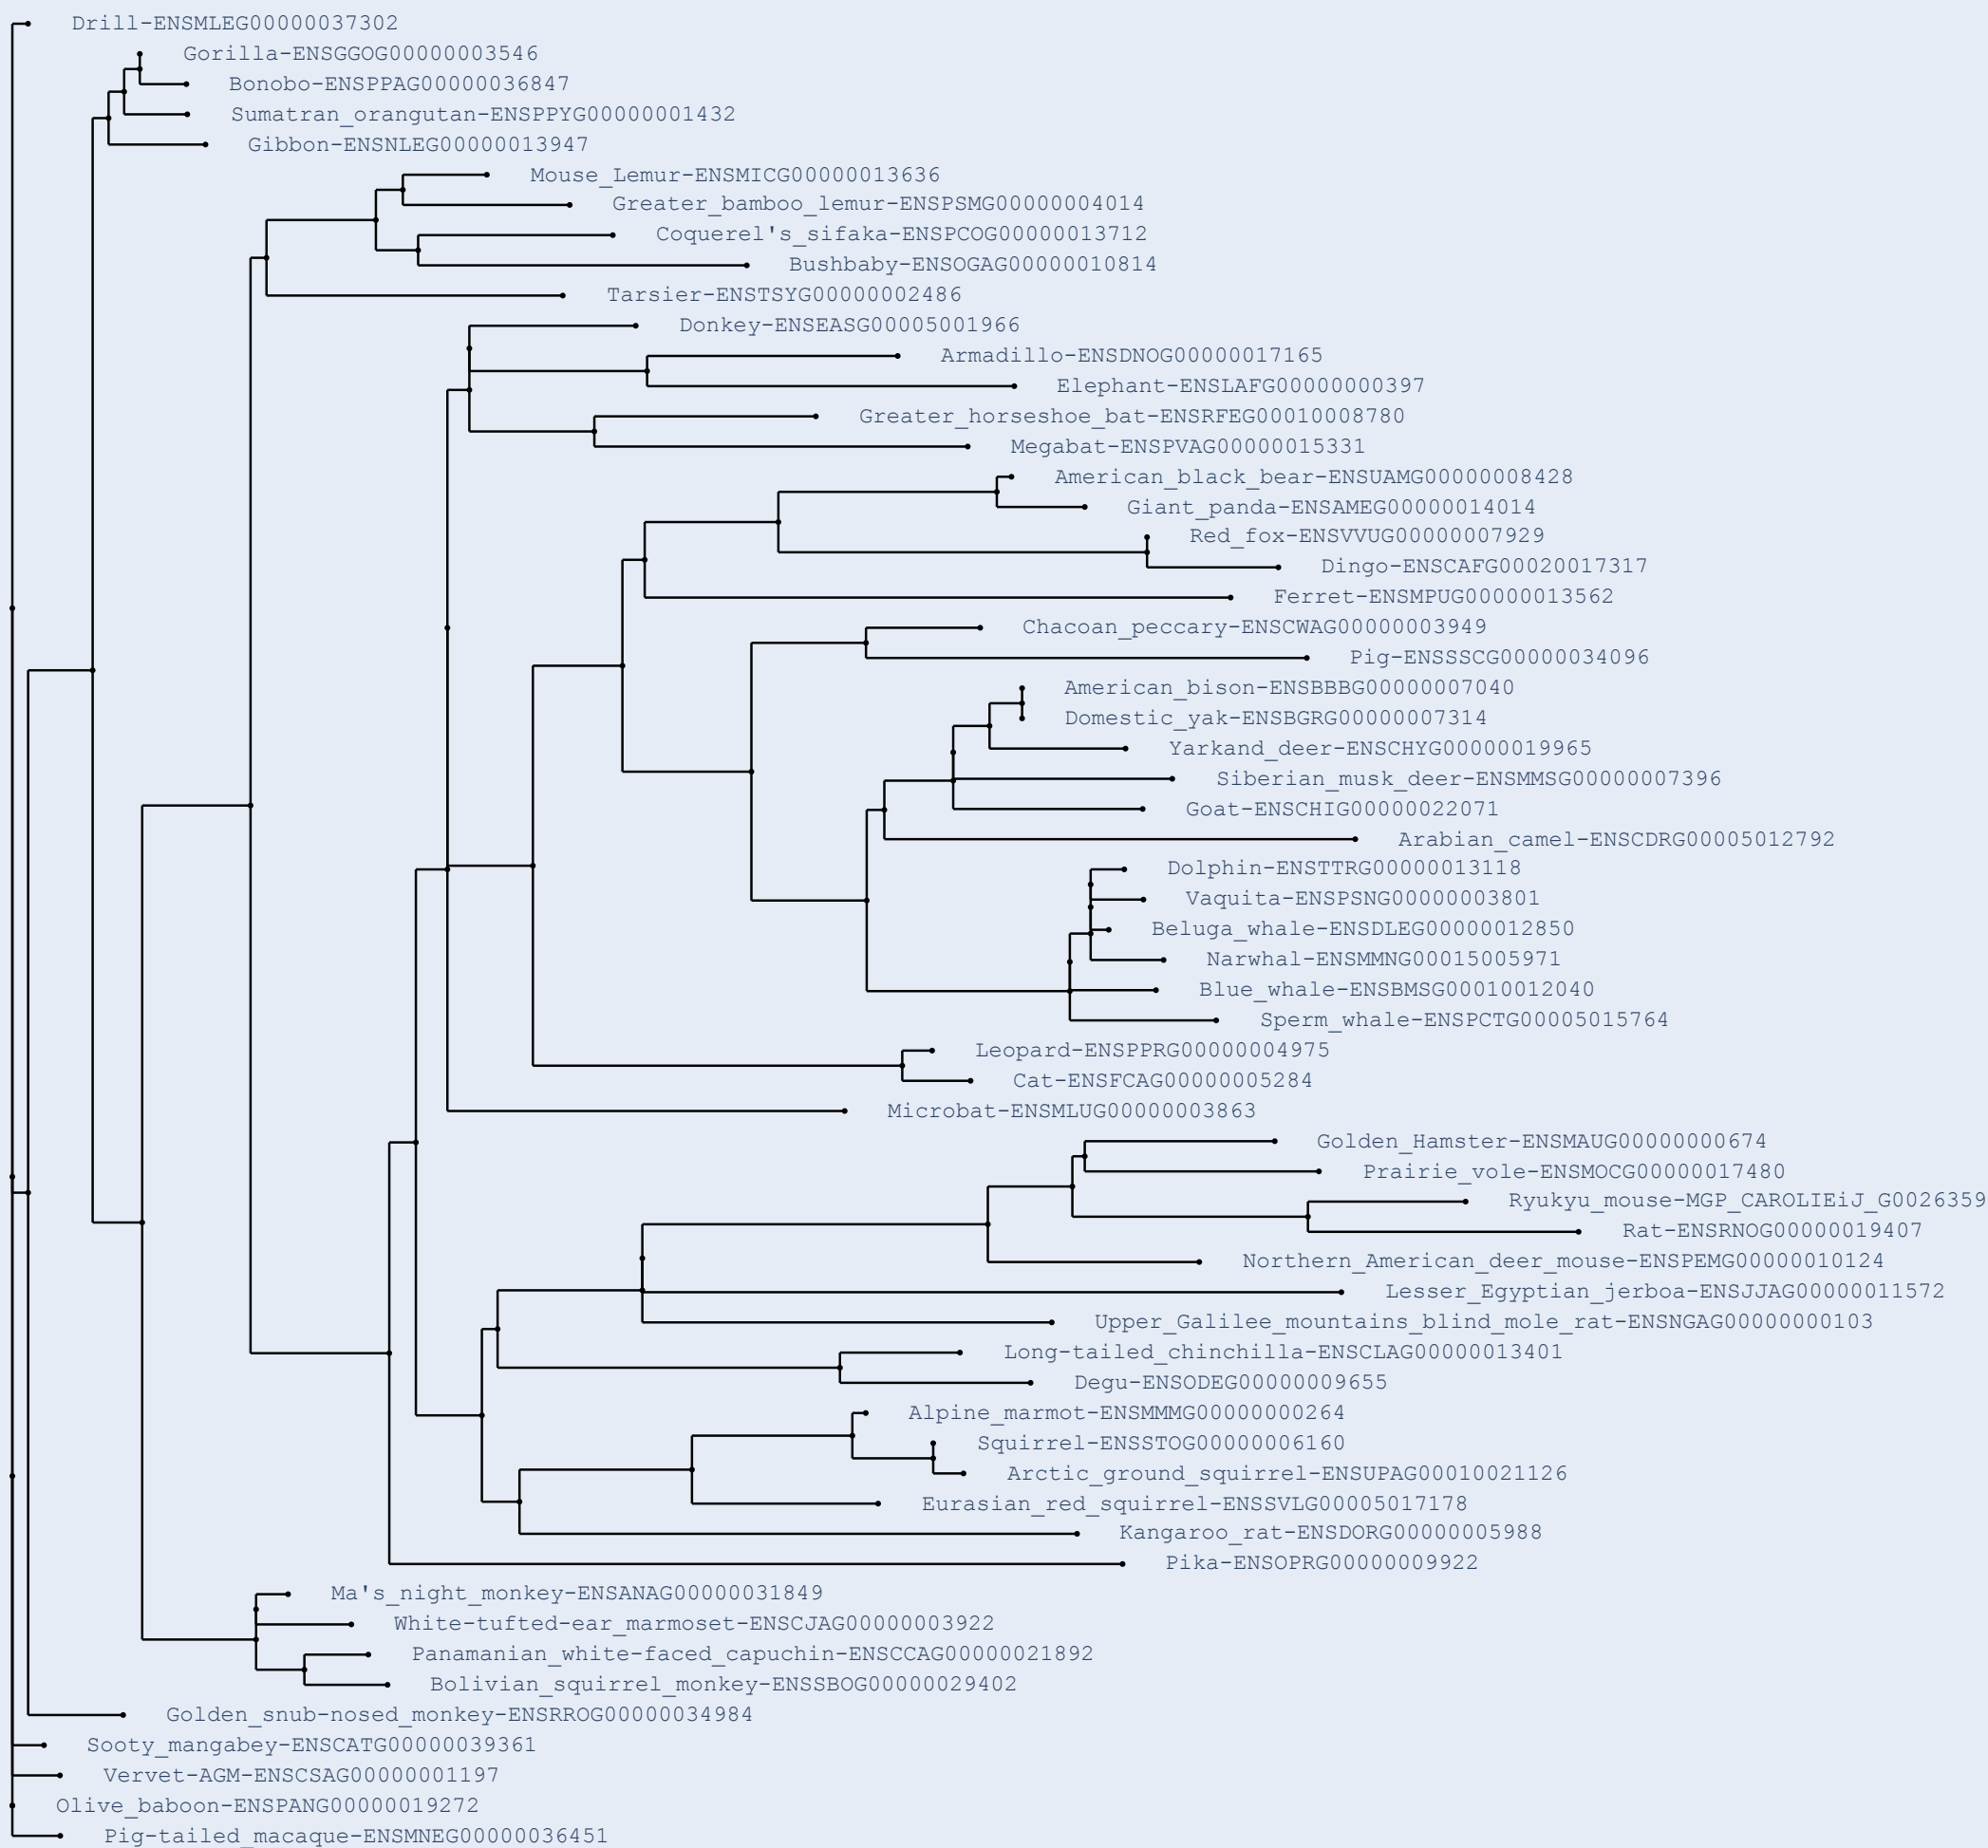 Drill-ENSMLEG00000037302
Gorilla-ENSGGOG00000003546
Bonobo-ENSPPAG00000036847
Sumatran_orangutan-ENSPPYG00000001432
Gibbon-ENSNLEG00000013947
Mouse_Lemur-ENSMICG00000013636
Greater_bamboo_lemur-ENSPSMG00000004014
Coquerel's_sifaka-ENSPCOG00000013712
Bushbaby-ENSOGAG00000010814
Tarsier-ENSTSYG00000002486
Donkey-ENSEASG00005001966
Armadillo-ENSDNOG00000017165
Elephant-ENSLAFG00000000397
Greater_horseshoe_bat-ENSRFEG00010008780
Megabat-ENSPVAG00000015331
American_black_bear-ENSUAMG00000008428
Giant_panda-ENSAMEG00000014014
Red_fox-ENSVVUG00000007929
Dingo-ENSCAFG00020017317
Ferret-ENSMPUG00000013562
Chacoan_peccary-ENSCWAG00000003949
Pig-ENSSSCG00000034096
American_bison-ENSBBBG00000007040
Domestic_yak-ENSBGRG00000007314
Yarkand_deer-ENSCHYG00000019965
Siberian_musk_deer-ENSMMSG00000007396
Goat-ENSCHIG00000022071
Arabian_camel-ENSCDRG00005012792
Dolphin-ENSTTRG00000013118
Vaquita-ENSPSNG00000003801
Beluga_whale-ENSDLEG00000012850
Narwhal-ENSMMNG00015005971
Blue_whale-ENSBMSG00010012040
Sperm_whale-ENSPCTG00005015764
Leopard-ENSPPRG00000004975
Cat-ENSFCAG00000005284
Microbat-ENSMLUG00000003863
Golden_Hamster-ENSMAUG00000000674
Prairie_vole-ENSMOCG00000017480
Ryukyu_mouse-MGP_CAROLIEiJ_G0026359
Rat-ENSRNOG00000019407
Northern_American_deer_mouse-ENSPEMG00000010124
Lesser_Egyptian_jerboa-ENSJJAG00000011572
Upper_Galilee_mountains_blind_mole_rat-ENSNGAG00000000103
Long-tailed_chinchilla-ENSCLAG00000013401
Degu-ENSODEG00000009655
Alpine_marmot-ENSMMMG00000000264
Squirrel-ENSSTOG00000006160
Arctic_ground_squirrel-ENSUPAG00010021126
Eurasian_red_squirrel-ENSSVLG00005017178
Kangaroo_rat-ENSDORG00000005988
Pika-ENSOPRG00000009922
Ma's_night_monkey-ENSANAG00000031849
White-tufted-ear_marmoset-ENSCJAG00000003922
Panamanian_white-faced_capuchin-ENSCCAG00000021892
Bolivian_squirrel_monkey-ENSSBOG00000029402
Golden_snub-nosed_monkey-ENSRROG00000034984
Sooty_mangabey-ENSCATG00000039361
Vervet-AGM-ENSCSAG00000001197
Olive_baboon-ENSPANG00000019272
Pig-tailed_macaque-ENSMNEG00000036451